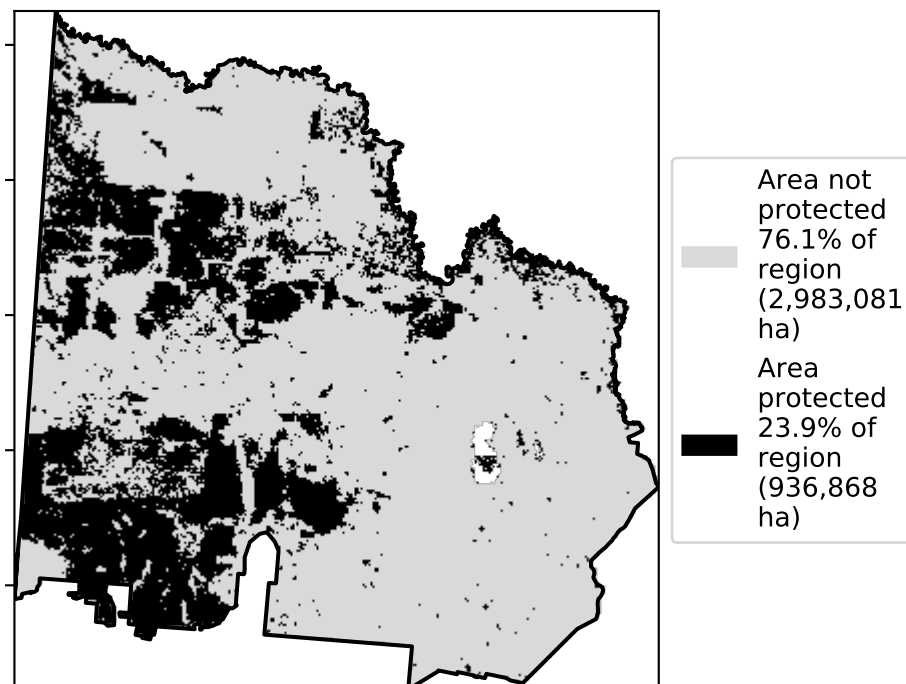 Area not
protected
76.1% of
region
(2,983,081
ha)
Area
protected
23.9% of
region
(936,868
ha)